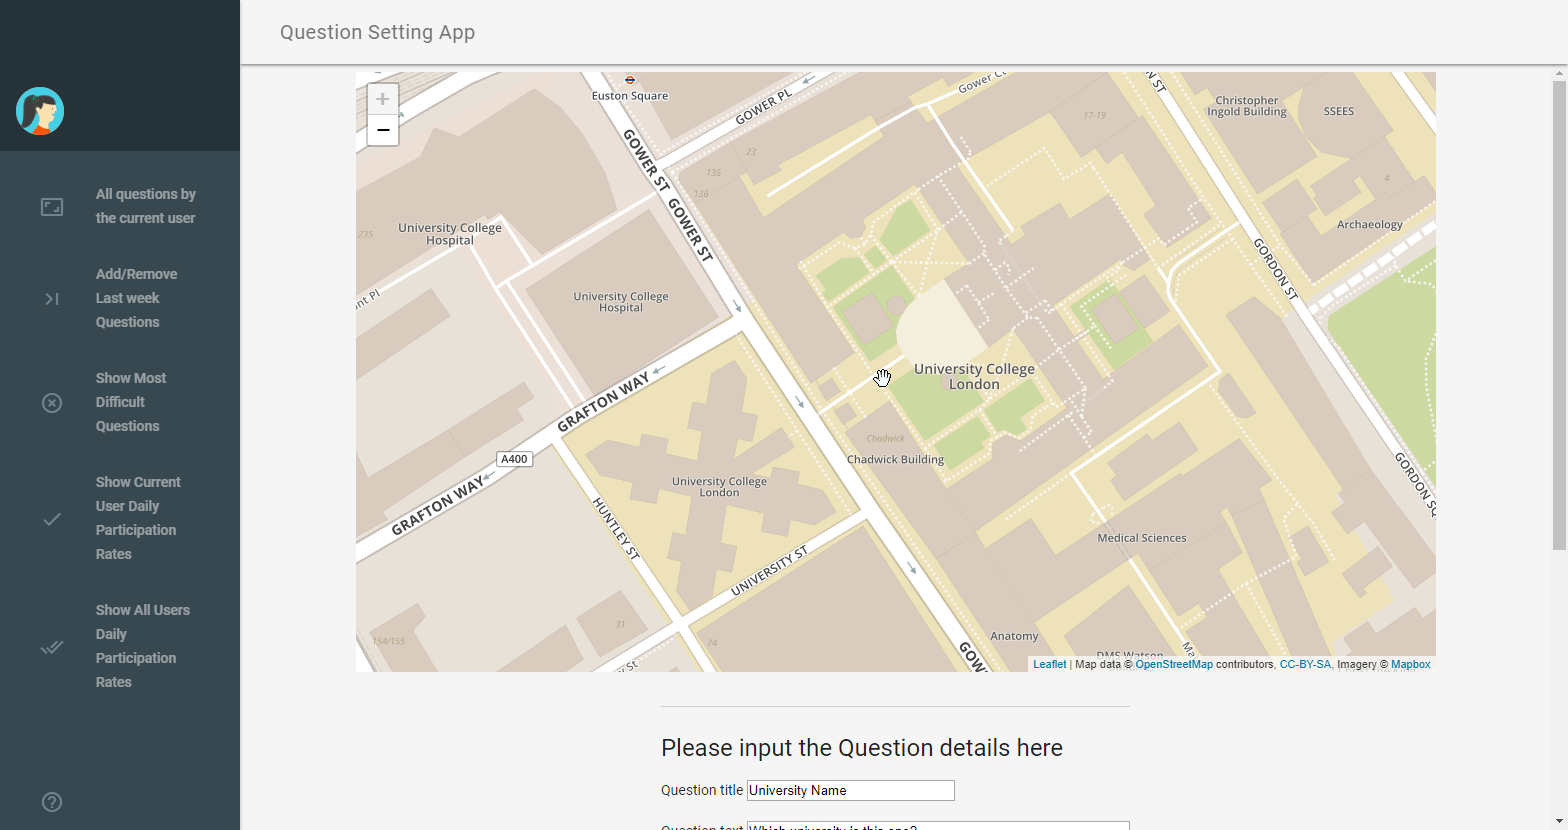 Question Setting App
All questions by
the current user
Add/Remove
Last week
Questions
Show Most
Difficult
Questions
Show Current
User Daily
Participation
Rates
Show All Users
Daily
Participation
Rates
+
−
Euston Square
GOWER PL
Gower Ct
Christopher
Ingold Building
SSEES
17-19
23
136
136
4
GOWER ST
GOWER ST
235
University College
Hospital
Archaeology
GORDON ST
University College
Hospital
University College
London
GRAFTON WAY
Chadwick
Chadwick Building
A400
GRAFTON WAY
University College
London
HUNTLEY ST
UNIVERSITY ST
Medical Sciences
31
154/155
74
Anatomy
DMS Watson
Leaflet | Map data © OpenStreetMap contributors, CC-BY-SA, Imagery © Mapbox
Please input the Question details here
Question title University Name
Question text Which university is this one?